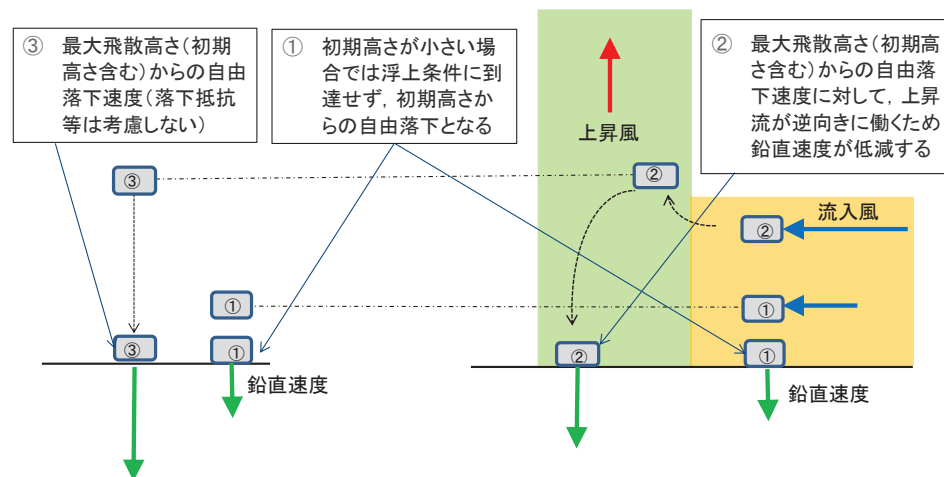 ③ 最大飛散高さ(初期
高さ含む)からの自由
落下速度(落下抵抗
等は考慮しない)
① 初期高さが小さい場
合では浮上条件に到
達せず，初期高さか
らの自由落下となる
② 最大飛散高さ(初期高
さ含む)からの自由落
下速度に対して，上昇
流が逆向きに働くため
鉛直速度が低減する
上昇風
③
②
流入風
②
①
①
③
①
②
①
鉛直速度
鉛直速度